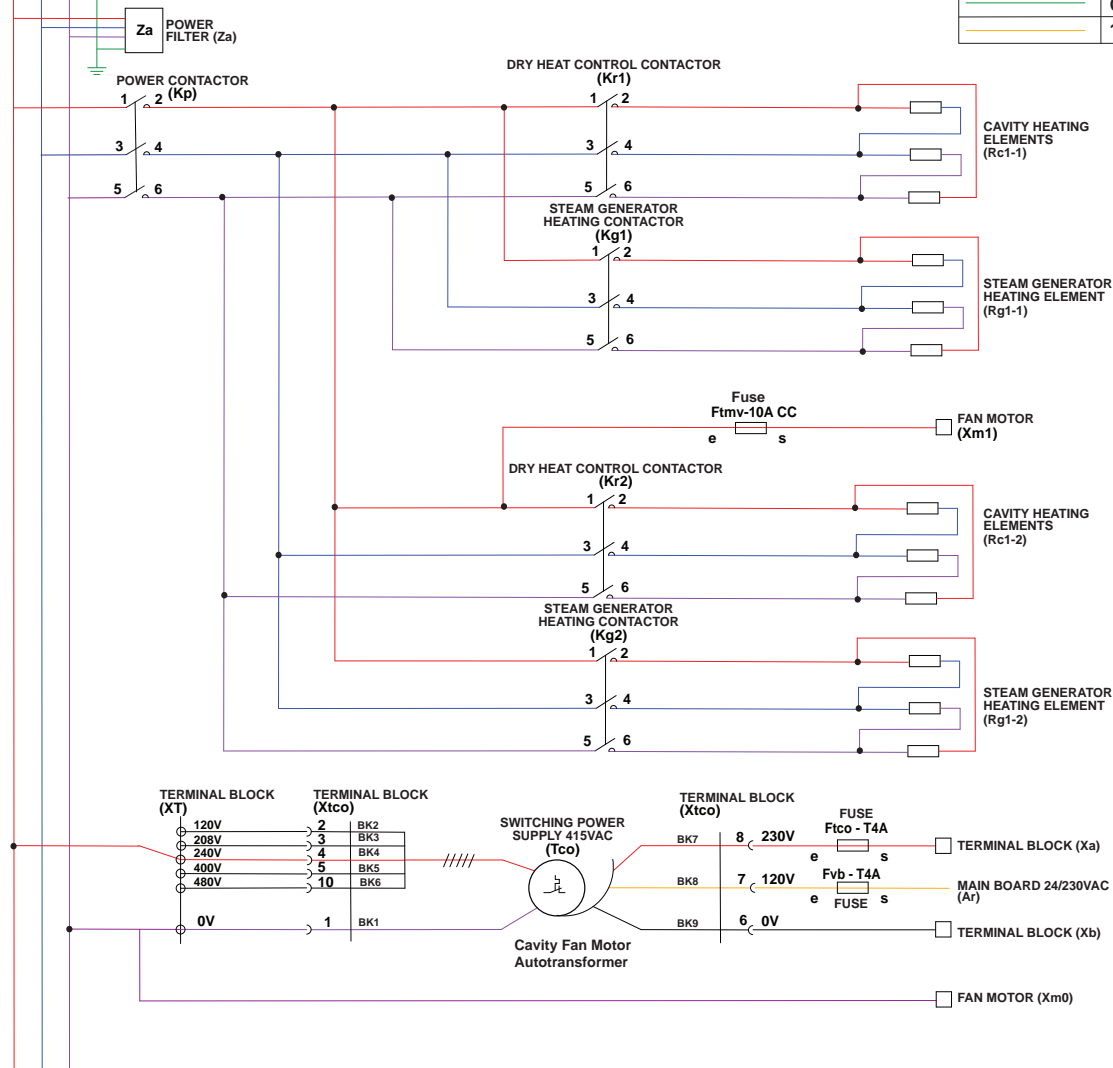 Za
POWER
FILTER (Za)
POWER CONTACTOR
(Kp)
1 2
3 4
5 6
DRY HEAT CONTROL CONTACTOR
(Kr1)
1 2
3 4
5 6
CAVITY HEATING
ELEMENTS
(Rc1-1)
STEAM GENERATOR
HEATING CONTACTOR
(Kg1)
1 2
3 4
5 6
STEAM GENERATOR
HEATING ELEMENT
(Rg1-1)
Fuse
Ftmv-10A CC
e s
FAN MOTOR
(Xm1)
DRY HEAT CONTROL CONTACTOR
(Kr2)
1 2
3 4
5 6
CAVITY HEATING
ELEMENTS
(Rc1-2)
STEAM GENERATOR
HEATING CONTACTOR
(Kg2)
1 2
3 4
5 6
STEAM GENERATOR
HEATING ELEMENT
(Rg1-2)
TERMINAL BLOCK
(XT)
TERMINAL BLOCK
(Xtco)
120V 2 BK2
208V 3 BK3
240V 4 BK4
400V 5 BK5
480V 10 BK6
0V 1 BK1
SWITCHING POWER
SUPPLY 415VAC
(Tco)
Cavity Fan Motor
Autotransformer
TERMINAL BLOCK
(Xtco)
BK7 8 230V
BK8 7 120V
BK9 6 0V
FUSE
Ftco - T4A
e s
TERMINAL BLOCK (Xa)
Fvb - T4A
e FUSE s
MAIN BOARD 24/230VAC
(Ar)
TERMINAL BLOCK (Xb)
FAN MOTOR (Xm0)